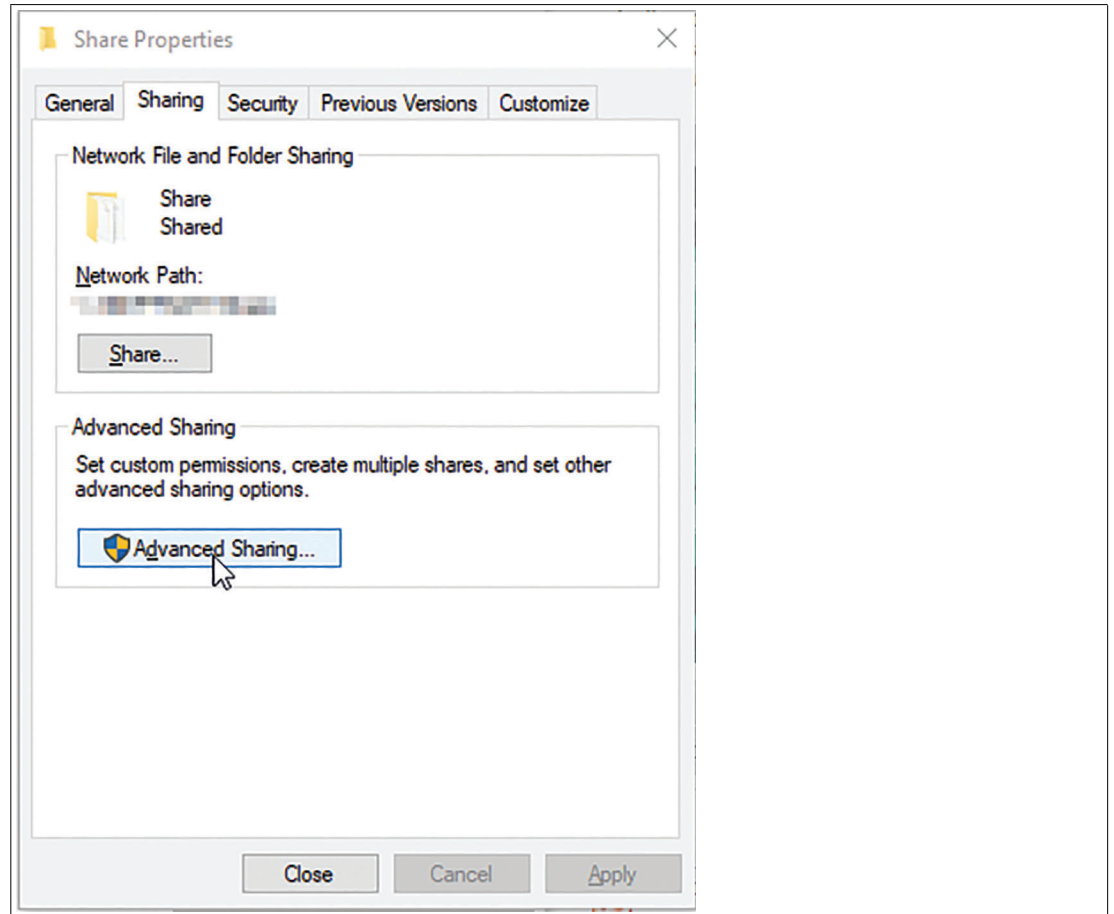 Share Properties
General Sharing Security Previous Versions Customize
Network File and Folder Sharing
Share
Shared
Network Path:
Share...
Advanced Sharing
Set custom permissions, create multiple shares, and set other
advanced sharing options.
Advanced Sharing...
Close Cancel Apply